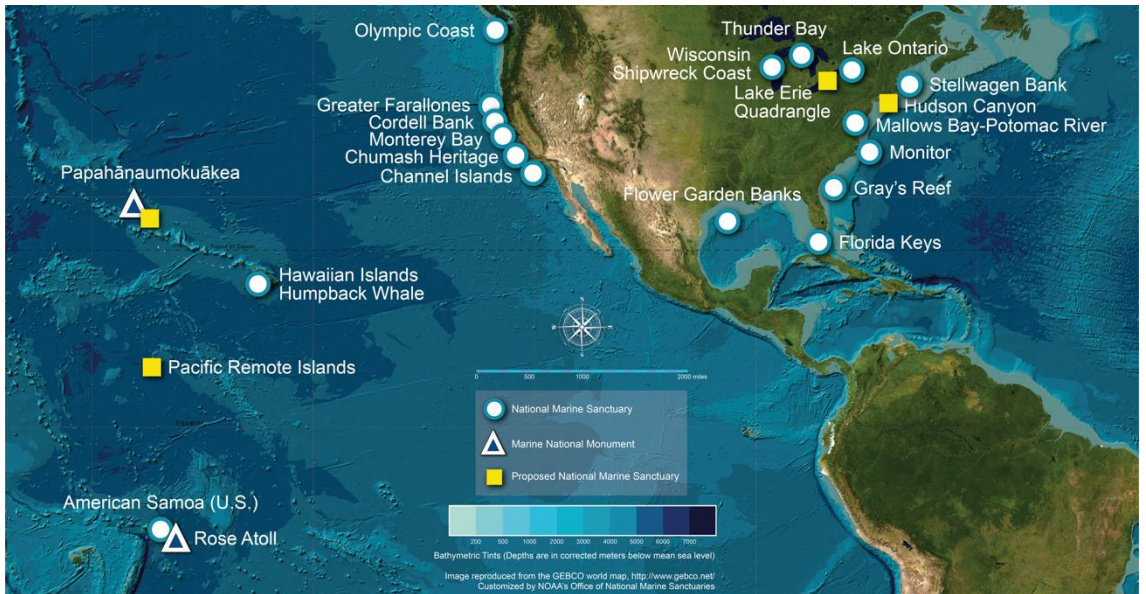 Olympic Coast
Thunder Bay
Wisconsin
Shipwreck Coast
Lake Ontario
Lake Erie
Quadrangle
Stellwagen Bank
Hudson Canyon
Mallows Bay-Potomac River
Monitor
Greater Farallones
Cordell Bank
Monterey Bay
Chumash Heritage
Channel Islands
Papahānaumokuākea
Flower Garden Banks
Gray's Reef
Florida Keys
Tropic of Cancer
Hawaiian Islands
Humpback Whale
N
W
E
S
Pacific Remote Islands
0 500 1000 2000 miles
National Marine Sanctuary
Marine National Monument
Proposed National Marine Sanctuary
Equator
American Samoa (U.S.)
Rose Atoll
200 500 1000 2000 3000 4000 5000 6000 7000
Bathymetric Tints (Depths are in corrected meters below mean sea level)
Image reproduced from the GEBCO world map, http://www.gebco.net/
Customized by NOAA's Office of National Marine Sanctuaries